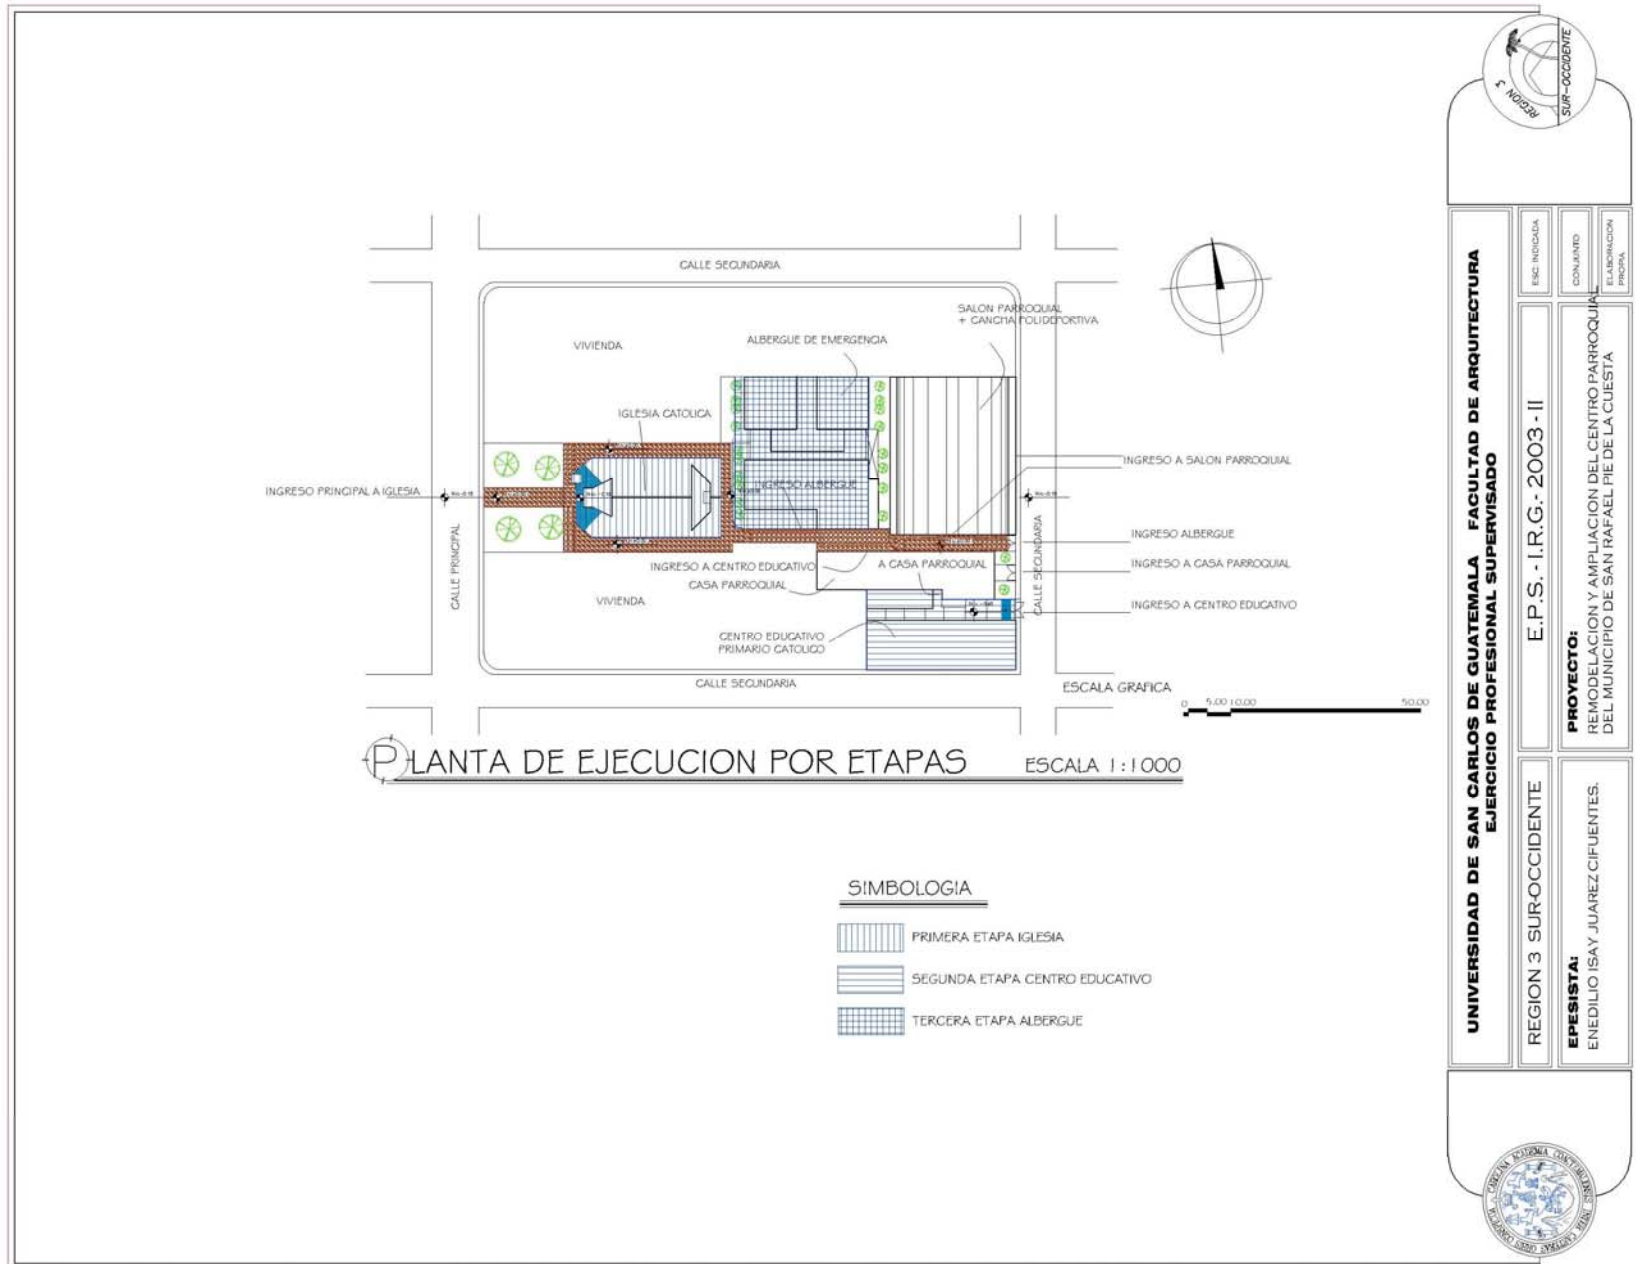 CALLE SECUNDARIA
SALON PARROQUIAL
+ CANCHA POLIDEPORTIVA
VIVIENDA
ALBERGUE DE EMERGENCIA
IGLESIA CATOLICA
INGRESO A SALON PARROQUIUAL
INGRESO PRINCIPAL A IGLESIA
INGRESO ALBERGUE
CALLE PRINCIPAL
CALLE SECUNDARIA
INGRESO ALBERGUE
INGRESO A CENTRO EDUCATIVO
A CASA PARROQUIAL
INGRESO A CASA PARROQUIAL
CASA PARROQUIAL
VIVIENDA
INGRESO A CENTRO EDUCATIVO
CENTRO EDUCATIVO
PRIMARIO CATOLICO
CALLE SECUNDARIA
ESCALA GRAFICA
0 5.00 10.00 50.00
PLANTA DE EJECUCION POR ETAPAS
ESCALA 1:1000
SIMBOLOGIA
PRIMERA ETAPA IGLESIA
SEGUNDA ETAPA CENTRO EDUCATIVO
TERCERA ETAPA ALBERGUE
REGION 3
SUR-OCCIDENTE
UNIVERSIDAD DE SAN CARLOS DE GUATEMALA FACULTAD DE ARQUITECTURA
EJERCICIO PROFESIONAL SUPERVISADO
REGION 3 SUR-OCCIDENTE
E.P.S. - I.R.G.- 2003 - II
ESC: INDICADA
EPESISTA:
ENEDILIO ISAY JUAREZ CIFUENTES.
PROYECTO:
REMODELACION Y AMPLIACION DEL CENTRO PARROQUIAL
DEL MUNICIPIO DE SAN RAFAEL PIE DE LA CUESTA
CONJUNTO
ELABORACION
PROPIA